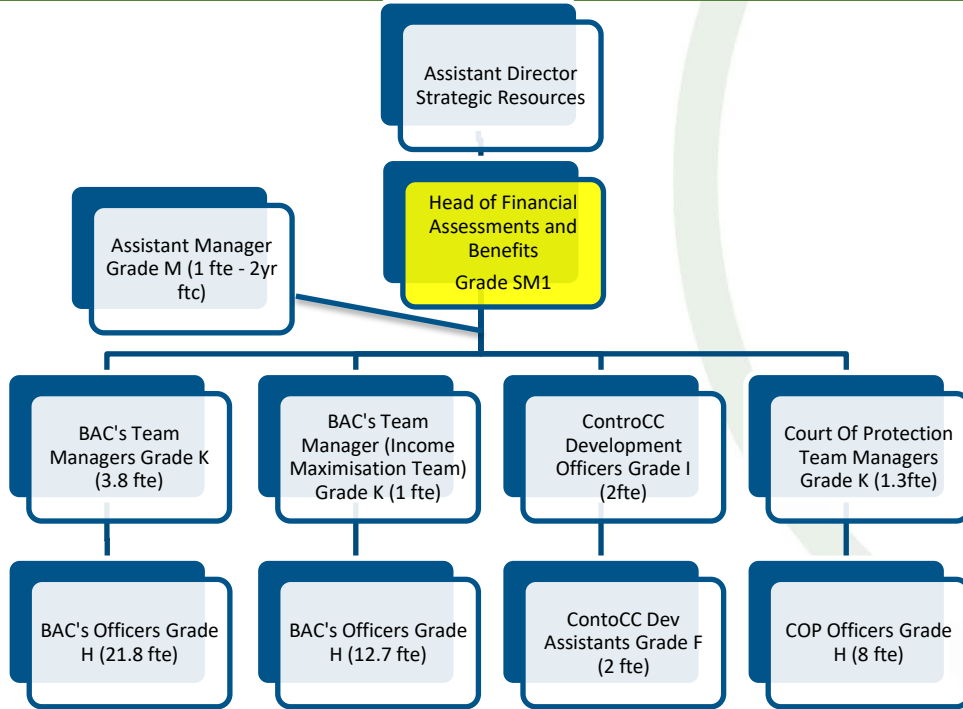 Assistant Director
Strategic Resources
Head of Financial
Assessments and
Benefits
Grade SM1
Assistant Manager
Grade M (1 fte - 2yr
ftc)
BAC's Team
Managers Grade K
(3.8 fte)
BAC's Team
Manager (Income
Maximisation Team)
Grade K (1 fte)
ControCC
Development
Officers Grade I
(2fte)
Court Of Protection
Team Managers
Grade K (1.3fte)
BAC's Officers Grade
H (21.8 fte)
BAC's Officers Grade
H (12.7 fte)
ContoCC Dev
Assistants Grade F
(2 fte)
COP Officers Grade
H (8 fte)